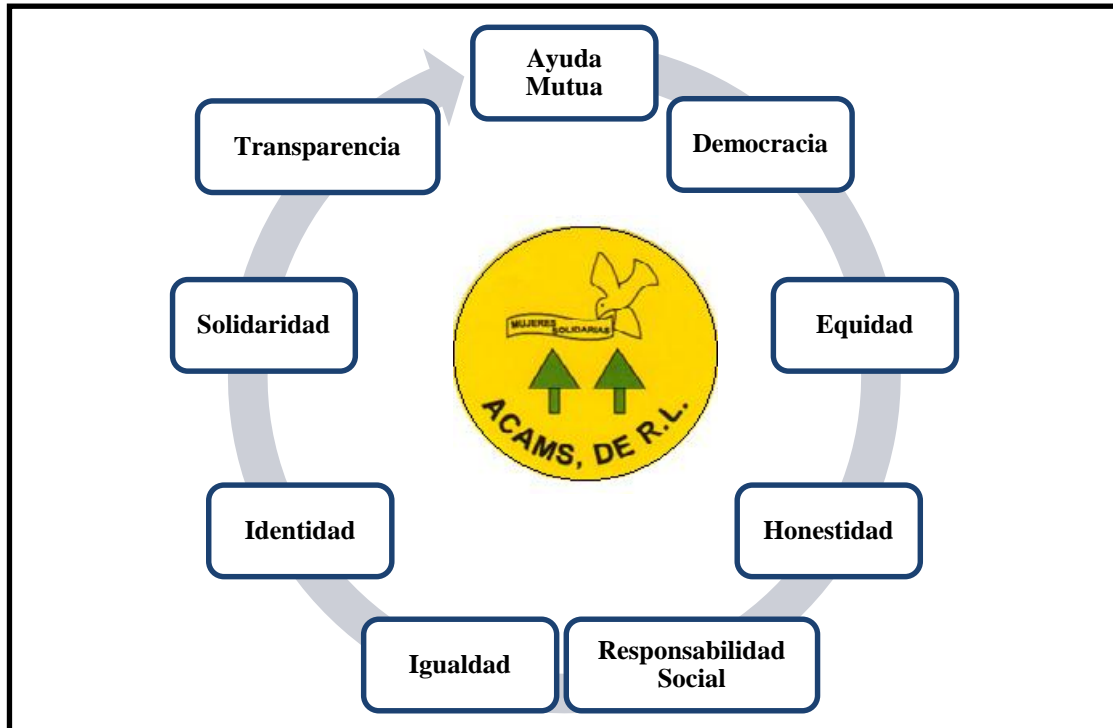 Ayuda
Mutua
Democracia
Equidad
Honestidad
Responsabilidad
Social
Igualdad
Identidad
Solidaridad
Transparencia
MUJERES
SOLIDARIAS
ACAMS, DE R.L.